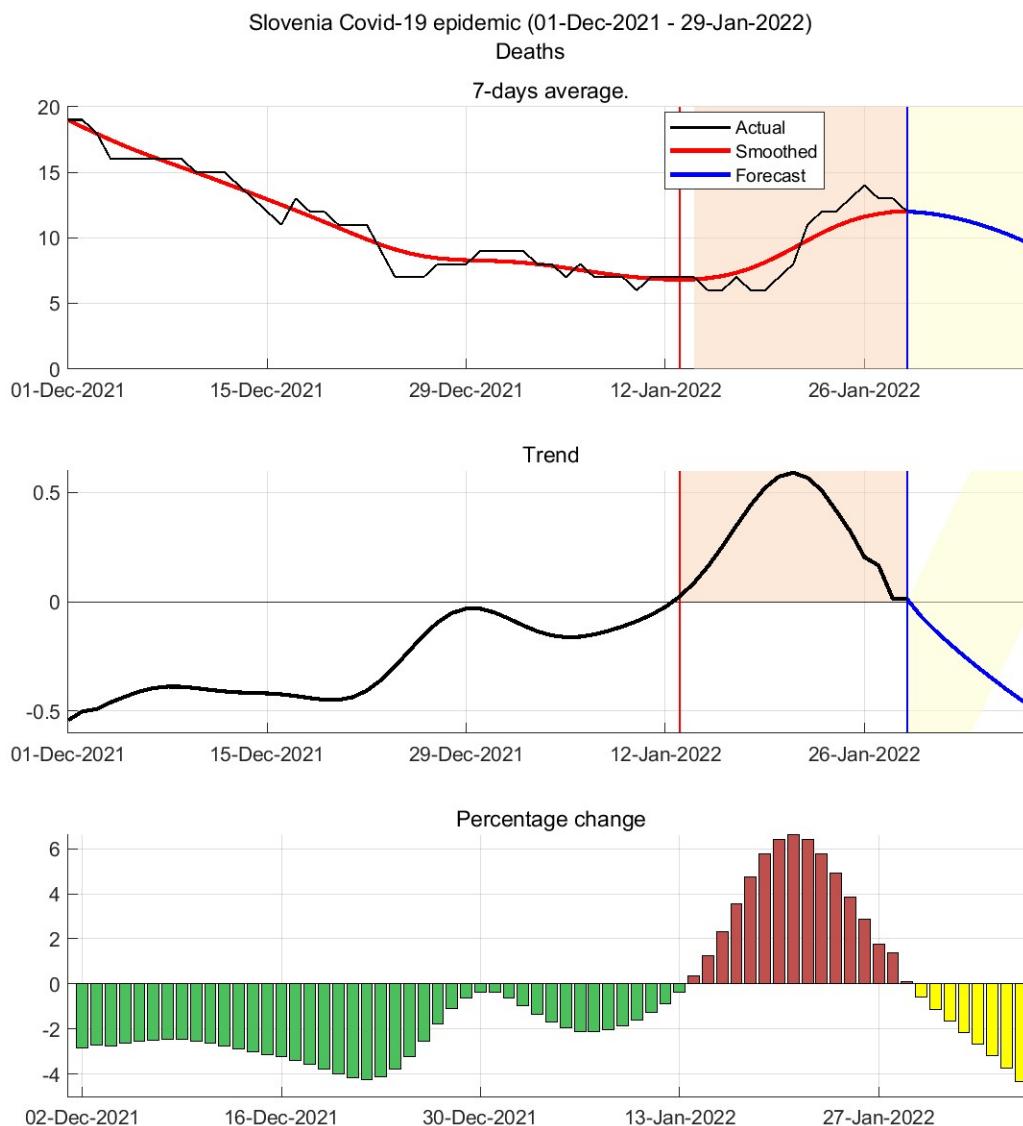 Slovenia Covid-19 epidemic (01-Dec-2021 - 29-Jan-2022)
Deaths
7-days average.
20
15
10
5
0
Actual
Smoothed
Forecast
01-Dec-2021 15-Dec-2021 29-Dec-2021 12-Jan-2022 26-Jan-2022
Trend
0.5
0
-0.5
01-Dec-2021 15-Dec-2021 29-Dec-2021 12-Jan-2022 26-Jan-2022
Percentage change
6
4
2
0
-2
-4
02-Dec-2021 16-Dec-2021 30-Dec-2021 13-Jan-2022 27-Jan-2022